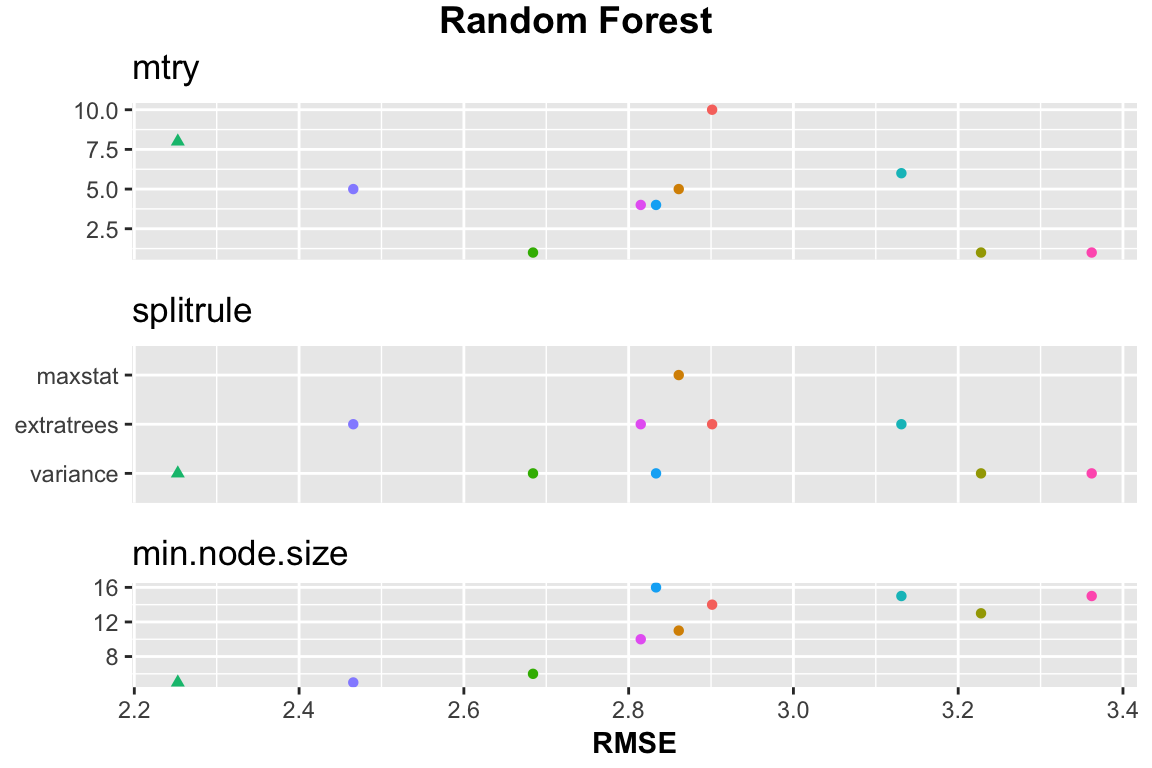 Random Forest
mtry
10.0
7.5
5.0
2.5
splitrule
maxstat
extratrees
variance
min.node.size
16
12
8
2.2 2.4 2.6 2.8 3.0 3.2 3.4
RMSE